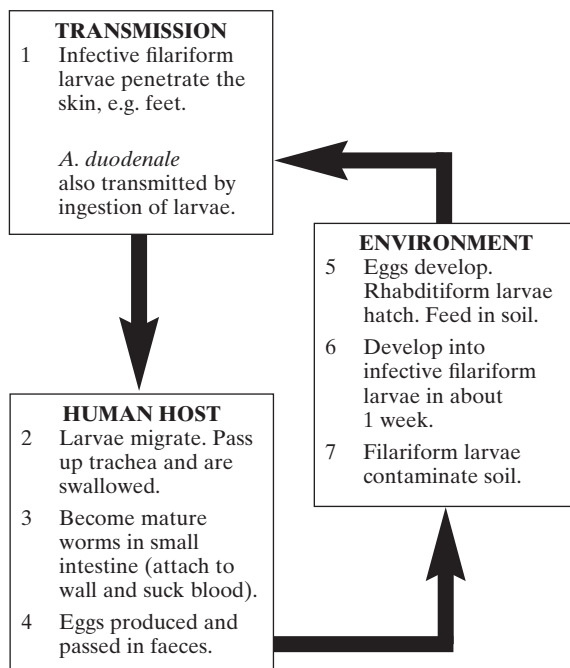 TRANSMISSION
1 Infective filariform
larvae penetrate the
skin, e.g. feet.
A. duodenale
also transmitted by
ingestion of larvae.
HUMAN HOST
2 Larvae migrate. Pass
up trachea and are
swallowed.
3 Become mature
worms in small
intestine (attach to
wall and suck blood).
4 Eggs produced and
passed in faeces.
ENVIRONMENT
5 Eggs develop.
Rhabditiform larvae
hatch. Feed in soil.
6 Develop into
infective filariform
larvae in about
1 week.
7 Filariform larvae
contaminate soil.